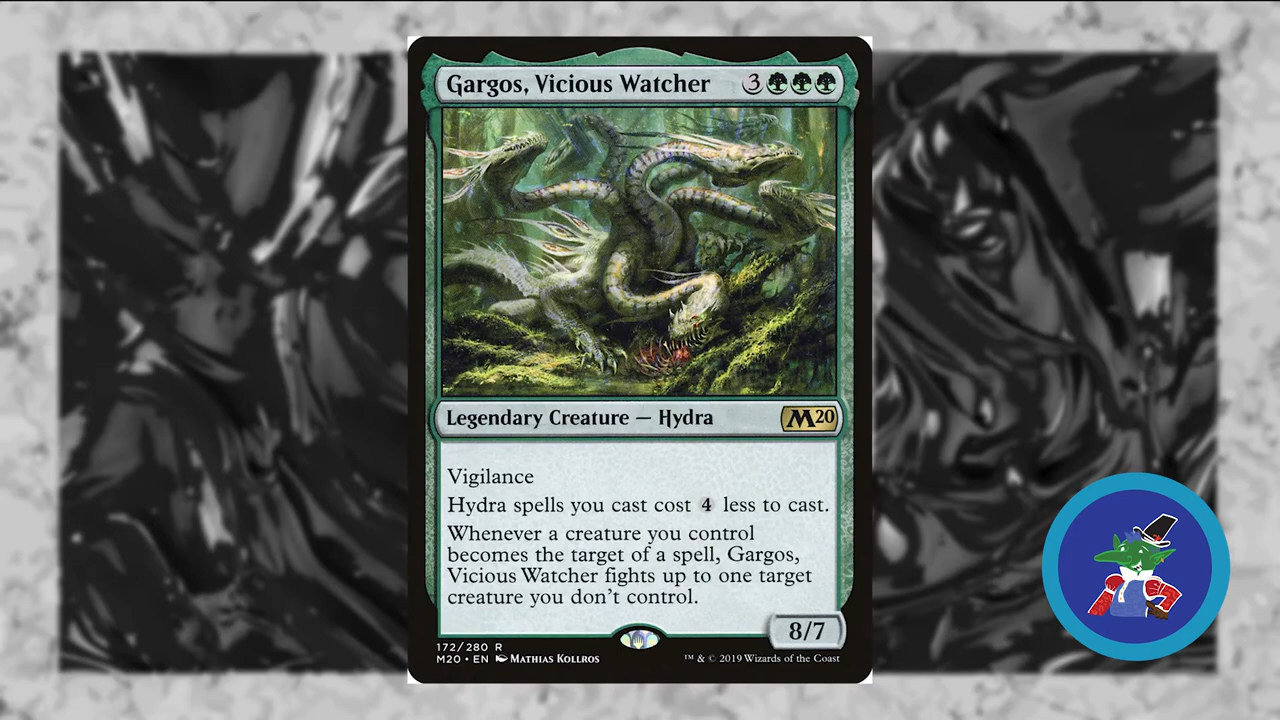 Gargos, Vicious Watcher 3
Legendary Creature — Hydra M20
Vigilance
Hydra spells you cast cost 4 less to cast.
Whenever a creature you control
becomes the target of a spell, Gargos,
Vicious Watcher fights up to one target
creature you don't control.
8/7
172/280 R
M20 • EN Mathias Kollros
™ & © 2019 Wizards of the Coast